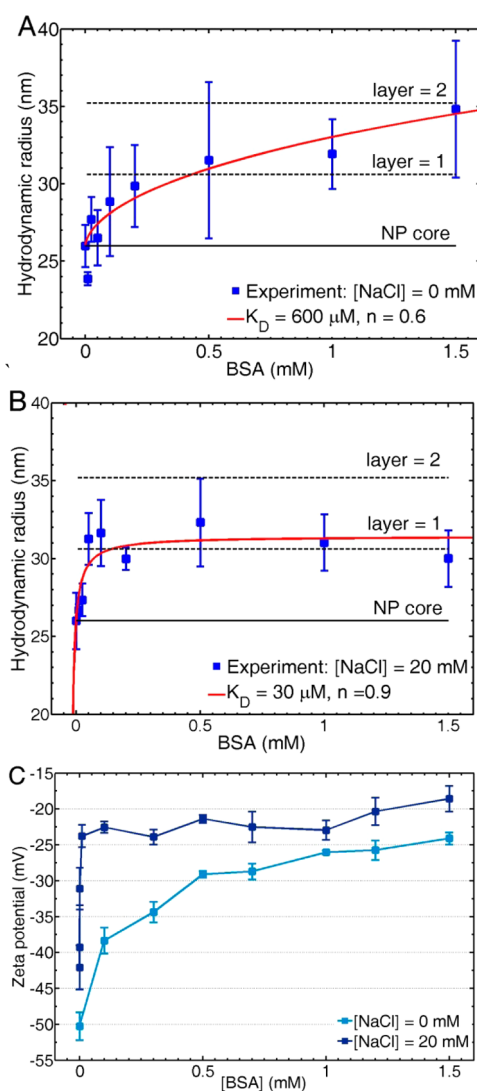 A
Hydrodynamic radius (nm)
40
35
30
25
20
layer = 2
layer = 1
NP core
Experiment: [NaCl] = 0 mM
K_D = 600 μM, n = 0.6
0 0.5 1 1.5
BSA (mM)
`
B
Hydrodynamic radius (nm)
40
35
30
25
20
layer = 2
layer = 1
NP core
Experiment: [NaCl] = 20 mM
K_D = 30 μM, n =0.9
0 0.5 1.0 1.5
BSA (mM)
C
Zeta potential (mV)
-15
-20
-25
-30
-35
-40
-45
-50
-55
[NaCl] = 0 mM
[NaCl] = 20 mM
0 0.5 1.0 1.5
[BSA] (mM)